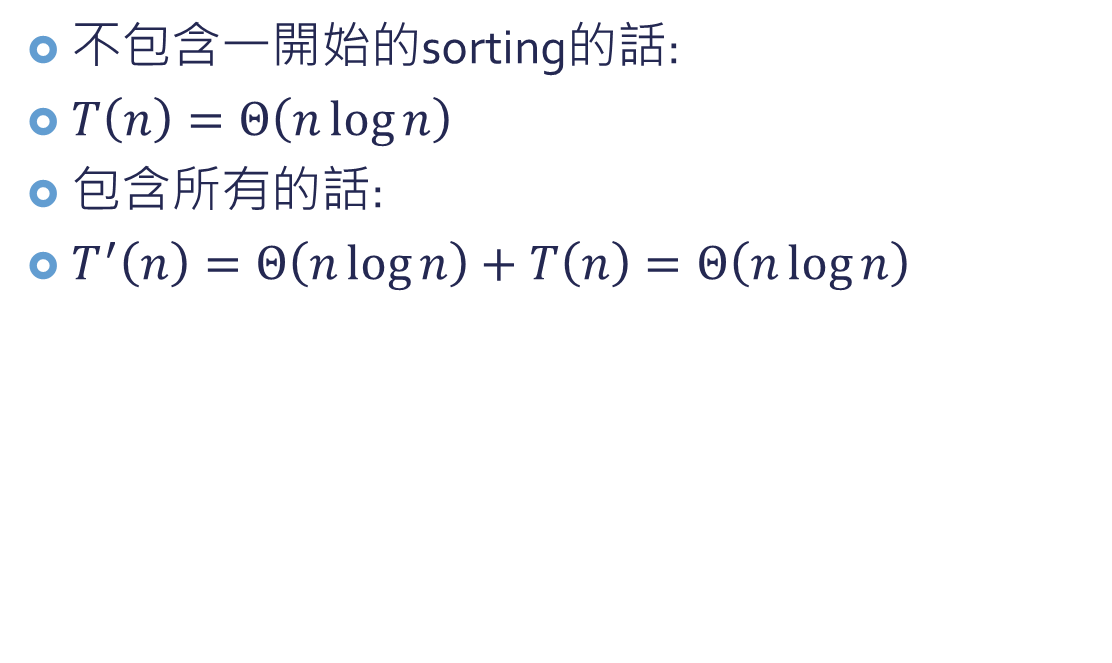 不包含一開始的sorting的話:
T(n) = Θ(n log n)
包含所有的話:
T′(n) = Θ(n log n) + T(n) = Θ(n log n)